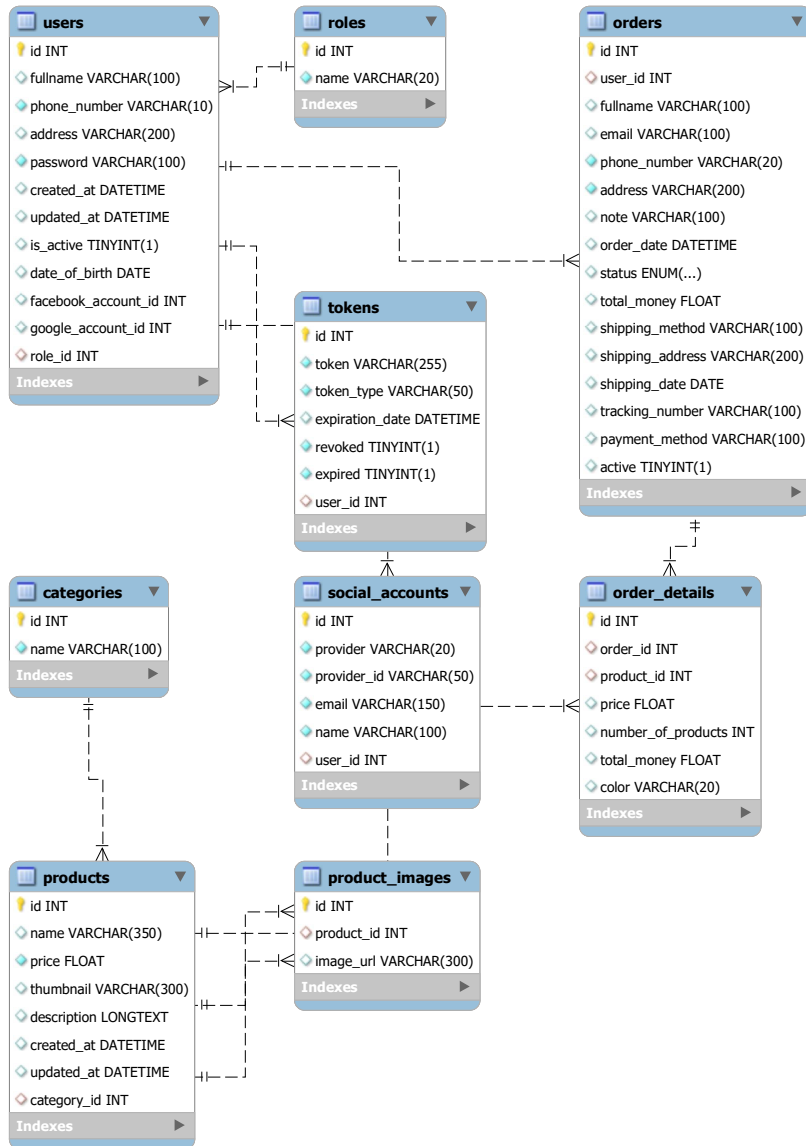 users
id INT
fullname VARCHAR(100)
phone_number VARCHAR(10)
address VARCHAR(200)
password VARCHAR(100)
created_at DATETIME
updated_at DATETIME
is_active TINYINT(1)
date_of_birth DATE
facebook_account_id INT
google_account_id INT
role_id INT
Indexes
roles
id INT
name VARCHAR(20)
Indexes
orders
id INT
user_id INT
fullname VARCHAR(100)
email VARCHAR(100)
phone_number VARCHAR(20)
address VARCHAR(200)
note VARCHAR(100)
order_date DATETIME
status ENUM(...)
total_money FLOAT
shipping_method VARCHAR(100)
shipping_address VARCHAR(200)
shipping_date DATE
tracking_number VARCHAR(100)
payment_method VARCHAR(100)
active TINYINT(1)
Indexes
tokens
id INT
token VARCHAR(255)
token_type VARCHAR(50)
expiration_date DATETIME
revoked TINYINT(1)
expired TINYINT(1)
user_id INT
Indexes
categories
id INT
name VARCHAR(100)
Indexes
social_accounts
id INT
provider VARCHAR(20)
provider_id VARCHAR(50)
email VARCHAR(150)
name VARCHAR(100)
user_id INT
Indexes
order_details
id INT
order_id INT
product_id INT
price FLOAT
number_of_products INT
total_money FLOAT
color VARCHAR(20)
Indexes
products
id INT
name VARCHAR(350)
price FLOAT
thumbnail VARCHAR(300)
description LONGTEXT
created_at DATETIME
updated_at DATETIME
category_id INT
Indexes
product_images
id INT
product_id INT
image_url VARCHAR(300)
Indexes